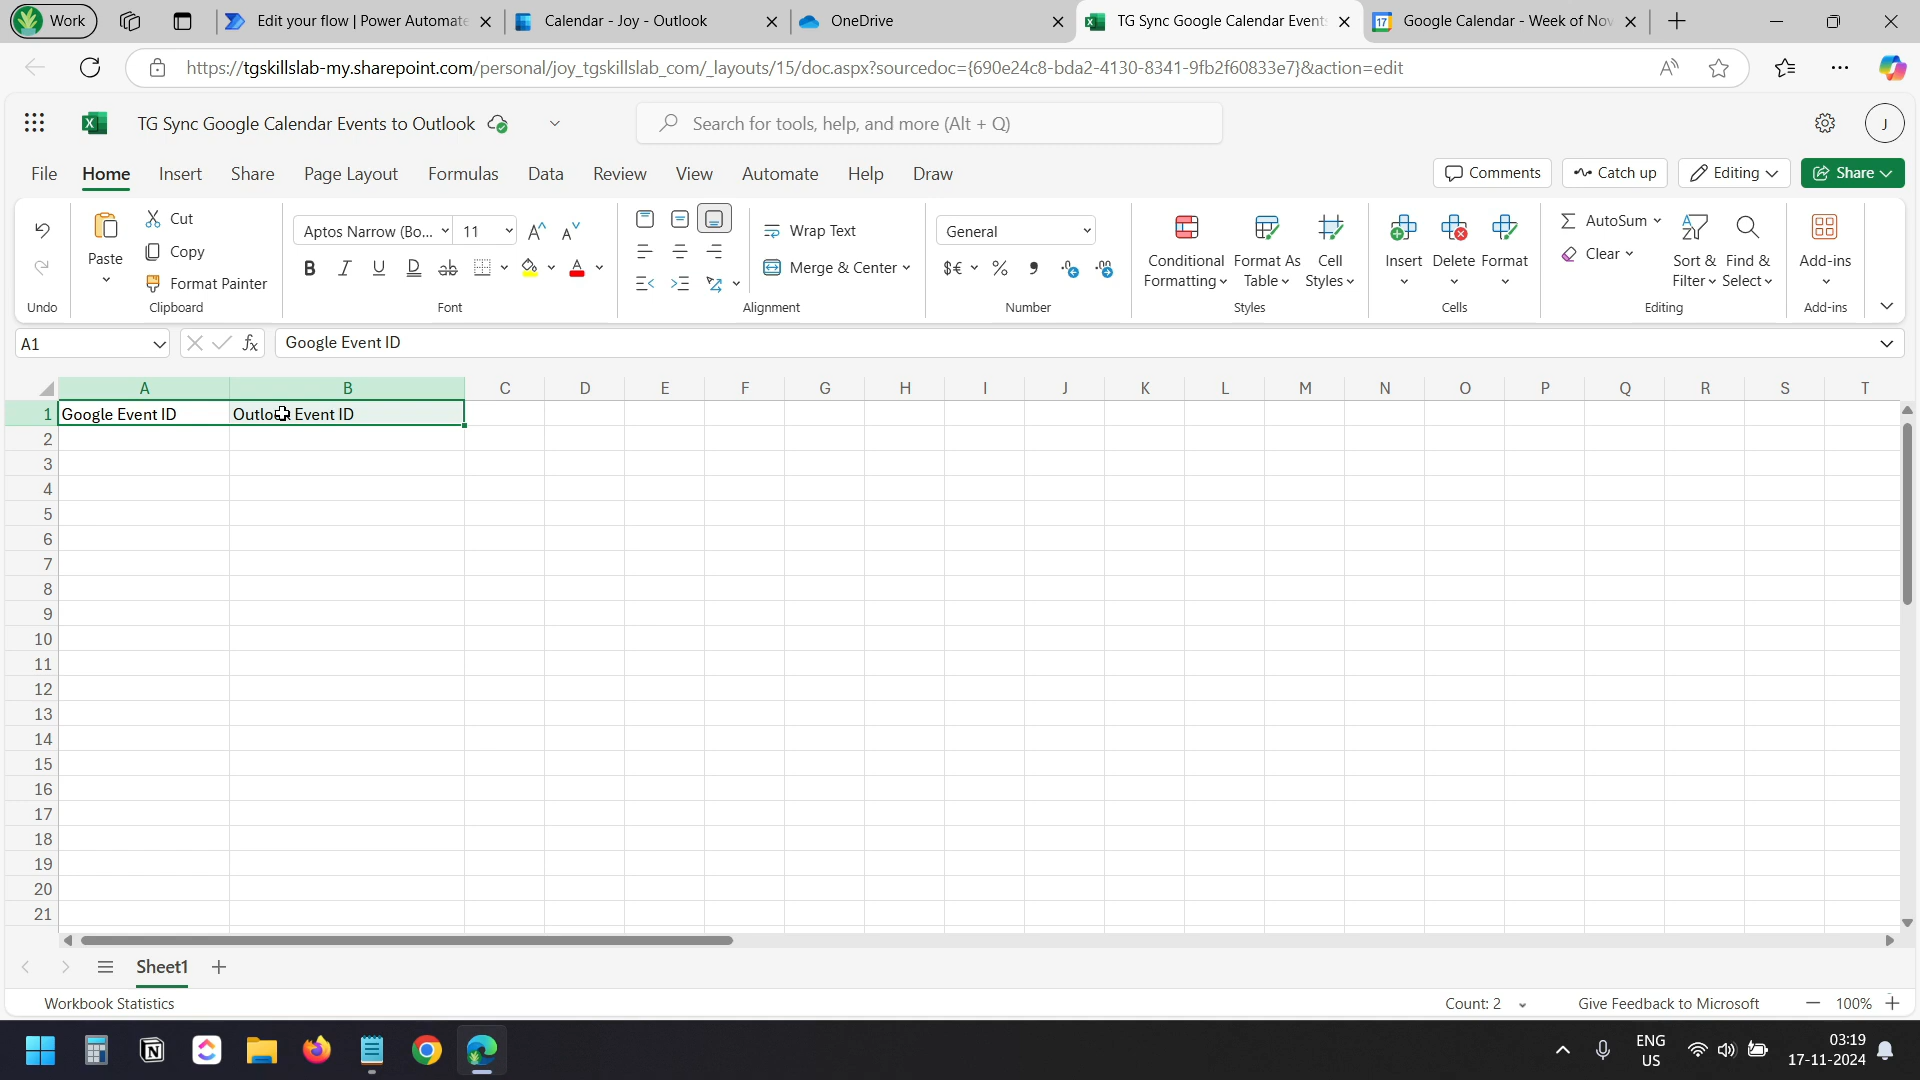 Work
Edit your flow | Power Automate
Calendar - Joy - Outlook
OneDrive
TG Sync Google Calendar Event
Google Calendar - Week of Nov
https://tgskillslab-my.sharepoint.com/personal/joy_tgskillslab_com/_layouts/15/doc.aspx?sourcedoc={690e24c8-bda2-4130-8341-9fb2f60833e7}&action=edit
TG Sync Google Calendar Events to Outlook
Search for tools, help, and more (Alt + Q)
J
File Home Insert Share Page Layout Formulas Data Review View Automate Help Draw
Comments Catch up Editing Share
Paste
Cut
Copy
Format Painter
Aptos Narrow (Bo... 11
Wrap Text
Merge & Center
General
Conditional Formatting
Format As Table
Cell Styles
Insert Delete Format
AutoSum
Clear
Sort & Filter
Find & Select
Add-ins
Undo Clipboard Font Alignment Number Styles Cells Editing Add-ins
A1 fx Google Event ID
A B C D E F G H I J K L M N O P Q R S T
1 Google Event ID Outlook Event ID
2
3
4
5
6
7
8
9
10
11
12
13
14
15
16
17
18
19
20
21
Sheet1
Workbook Statistics Count: 2 Give Feedback to Microsoft 100%
ENG
US
03:19
17-11-2024